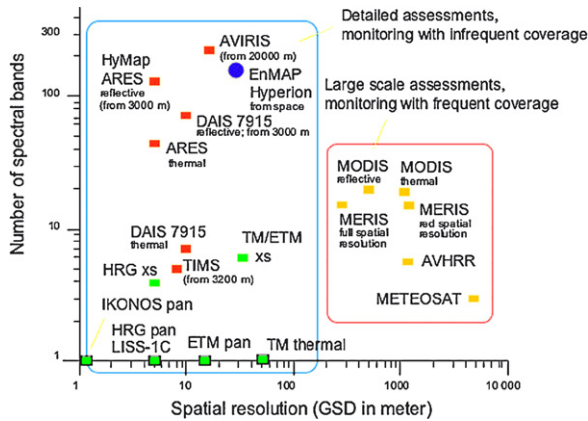 300
100
10
1
Number of spectral bands
1
10
100
1000
10 000
Spatial resolution (GSD in meter)
Detailed assessments,
monitoring with infrequent coverage
Large scale assessments,
monitoring with frequent coverage
AVIRIS
(from 20000 m)
HyMap
ARES
reflective
(from 3000 m)
EnMAP
Hyperion
from space
DAIS 7915
reflective; from 3000 m
ARES
thermal
DAIS 7915
thermal
TIMS
(from 3200 m)
TM/ETM
xs
HRG xs
IKONOS pan
HRG pan
LISS-1C
ETM pan
TM thermal
MODIS
reflective
MODIS
thermal
MERIS
full spatial
resolution
MERIS
red spatial
resolution
AVHRR
METEOSAT